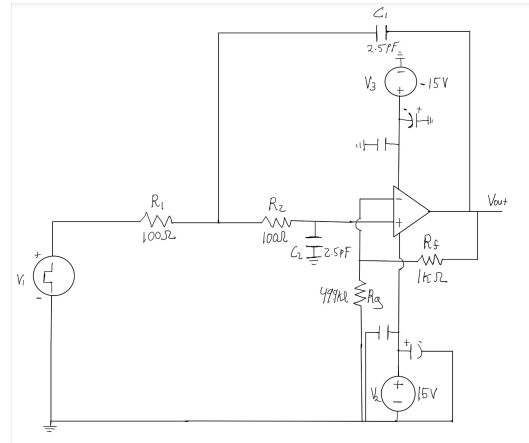 C1
2.5PF
V3
-15V
R1
100Ω
R2
100Ω
C2
2.5PF
Vout
Rf
1KΩ
V1
499KΩ
Rg
V2
15V